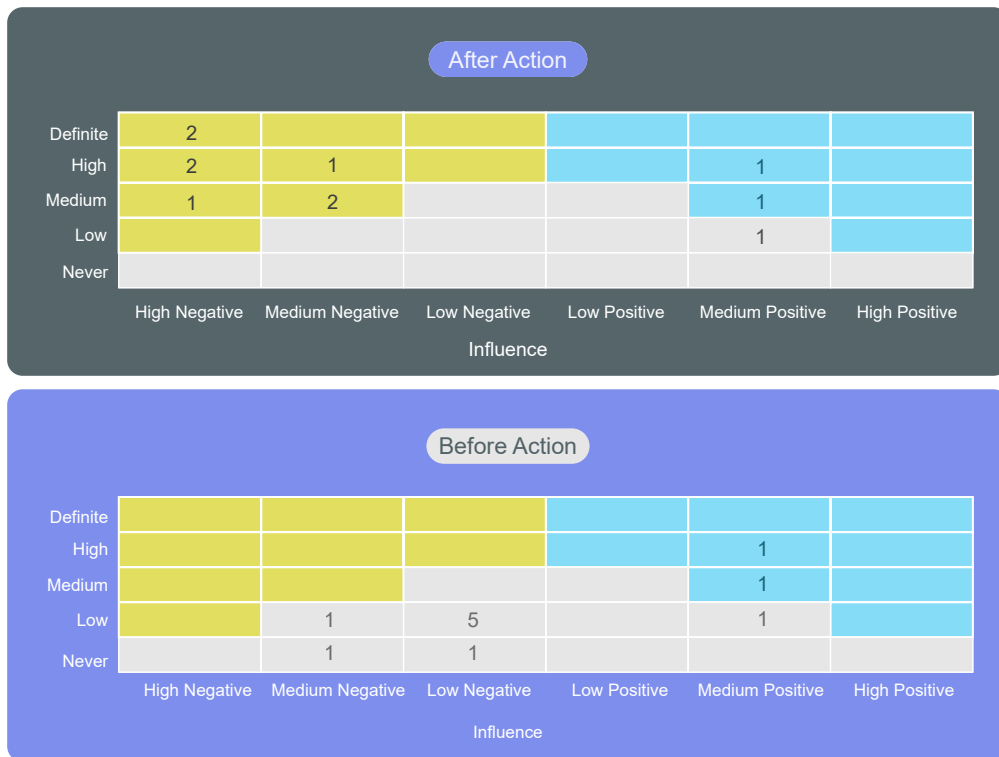 After Action
Definite 2
High 2 1 1
Medium 1 2 1
Low 1
Never
High Negative Medium Negative Low Negative Low Positive Medium Positive High Positive
Influence
Before Action
Definite
High 1
Medium 1
Low 1 5 1
Never 1 1
High Negative Medium Negative Low Negative Low Positive Medium Positive High Positive
Influence